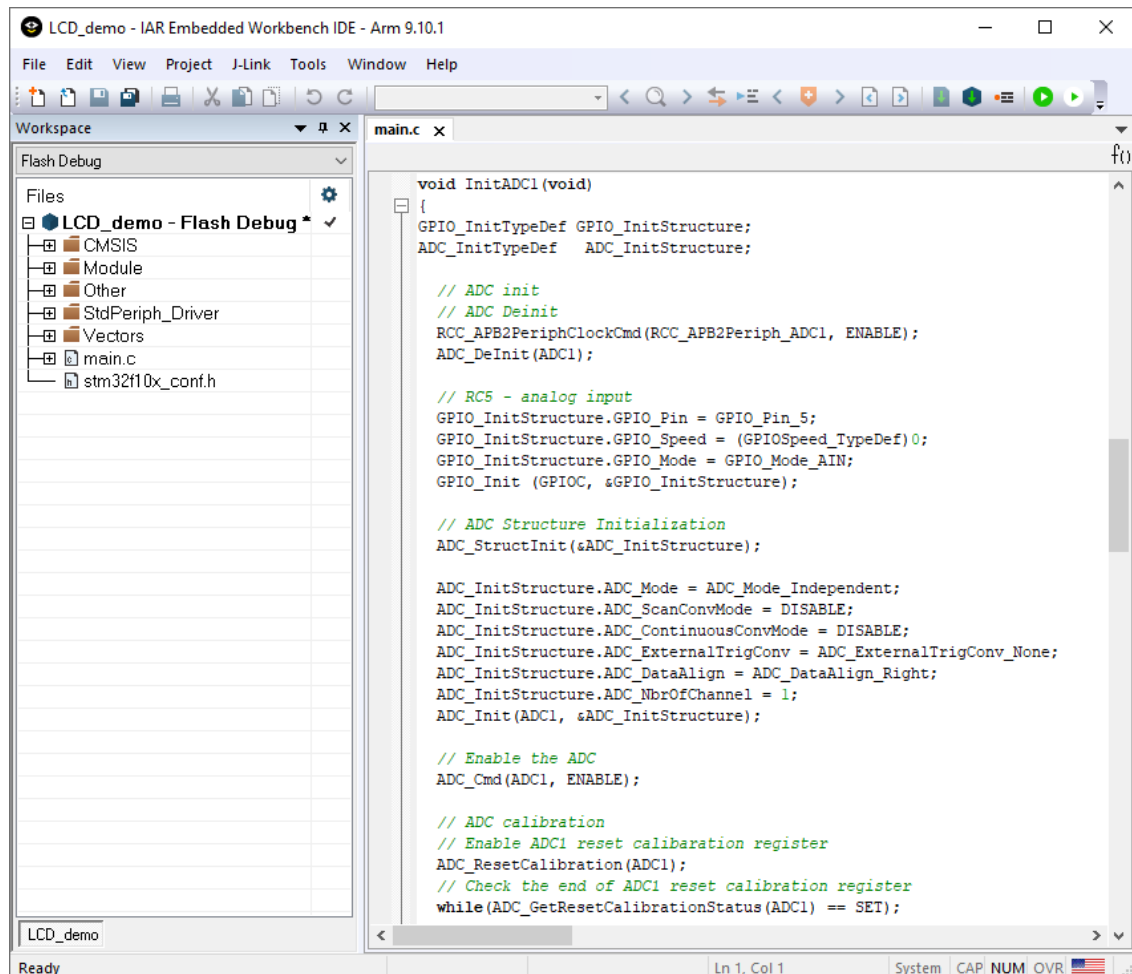 LCD_demo - IAR Embedded Workbench IDE - Arm 9.10.1
File Edit View Project J-Link Tools Window Help
Workspace
Flash Debug
Files
LCD_demo - Flash Debug *
CMSIS
Module
Other
StdPeriph_Driver
Vectors
main.c
stm32f10x_conf.h
LCD_demo
main.c
f()
void InitADC1(void)
{
GPIO_InitTypeDef GPIO_InitStructure;
ADC_InitTypeDef   ADC_InitStructure;
// ADC init
// ADC Deinit
RCC_APB2PeriphClockCmd(RCC_APB2Periph_ADC1, ENABLE);
ADC_DeInit(ADC1);
// RC5 - analog input
GPIO_InitStructure.GPIO_Pin = GPIO_Pin_5;
GPIO_InitStructure.GPIO_Speed = (GPIOSpeed_TypeDef)0;
GPIO_InitStructure.GPIO_Mode = GPIO_Mode_AIN;
GPIO_Init (GPIOC, &GPIO_InitStructure);
// ADC Structure Initialization
ADC_StructInit(&ADC_InitStructure);
ADC_InitStructure.ADC_Mode = ADC_Mode_Independent;
ADC_InitStructure.ADC_ScanConvMode = DISABLE;
ADC_InitStructure.ADC_ContinuousConvMode = DISABLE;
ADC_InitStructure.ADC_ExternalTrigConv = ADC_ExternalTrigConv_None;
ADC_InitStructure.ADC_DataAlign = ADC_DataAlign_Right;
ADC_InitStructure.ADC_NbrOfChannel = 1;
ADC_Init(ADC1, &ADC_InitStructure);
// Enable the ADC
ADC_Cmd(ADC1, ENABLE);
// ADC calibration
// Enable ADC1 reset calibaration register
ADC_ResetCalibration(ADC1);
// Check the end of ADC1 reset calibration register
while(ADC_GetResetCalibrationStatus(ADC1) == SET);
Ready Ln 1, Col 1 System CAP NUM OVR